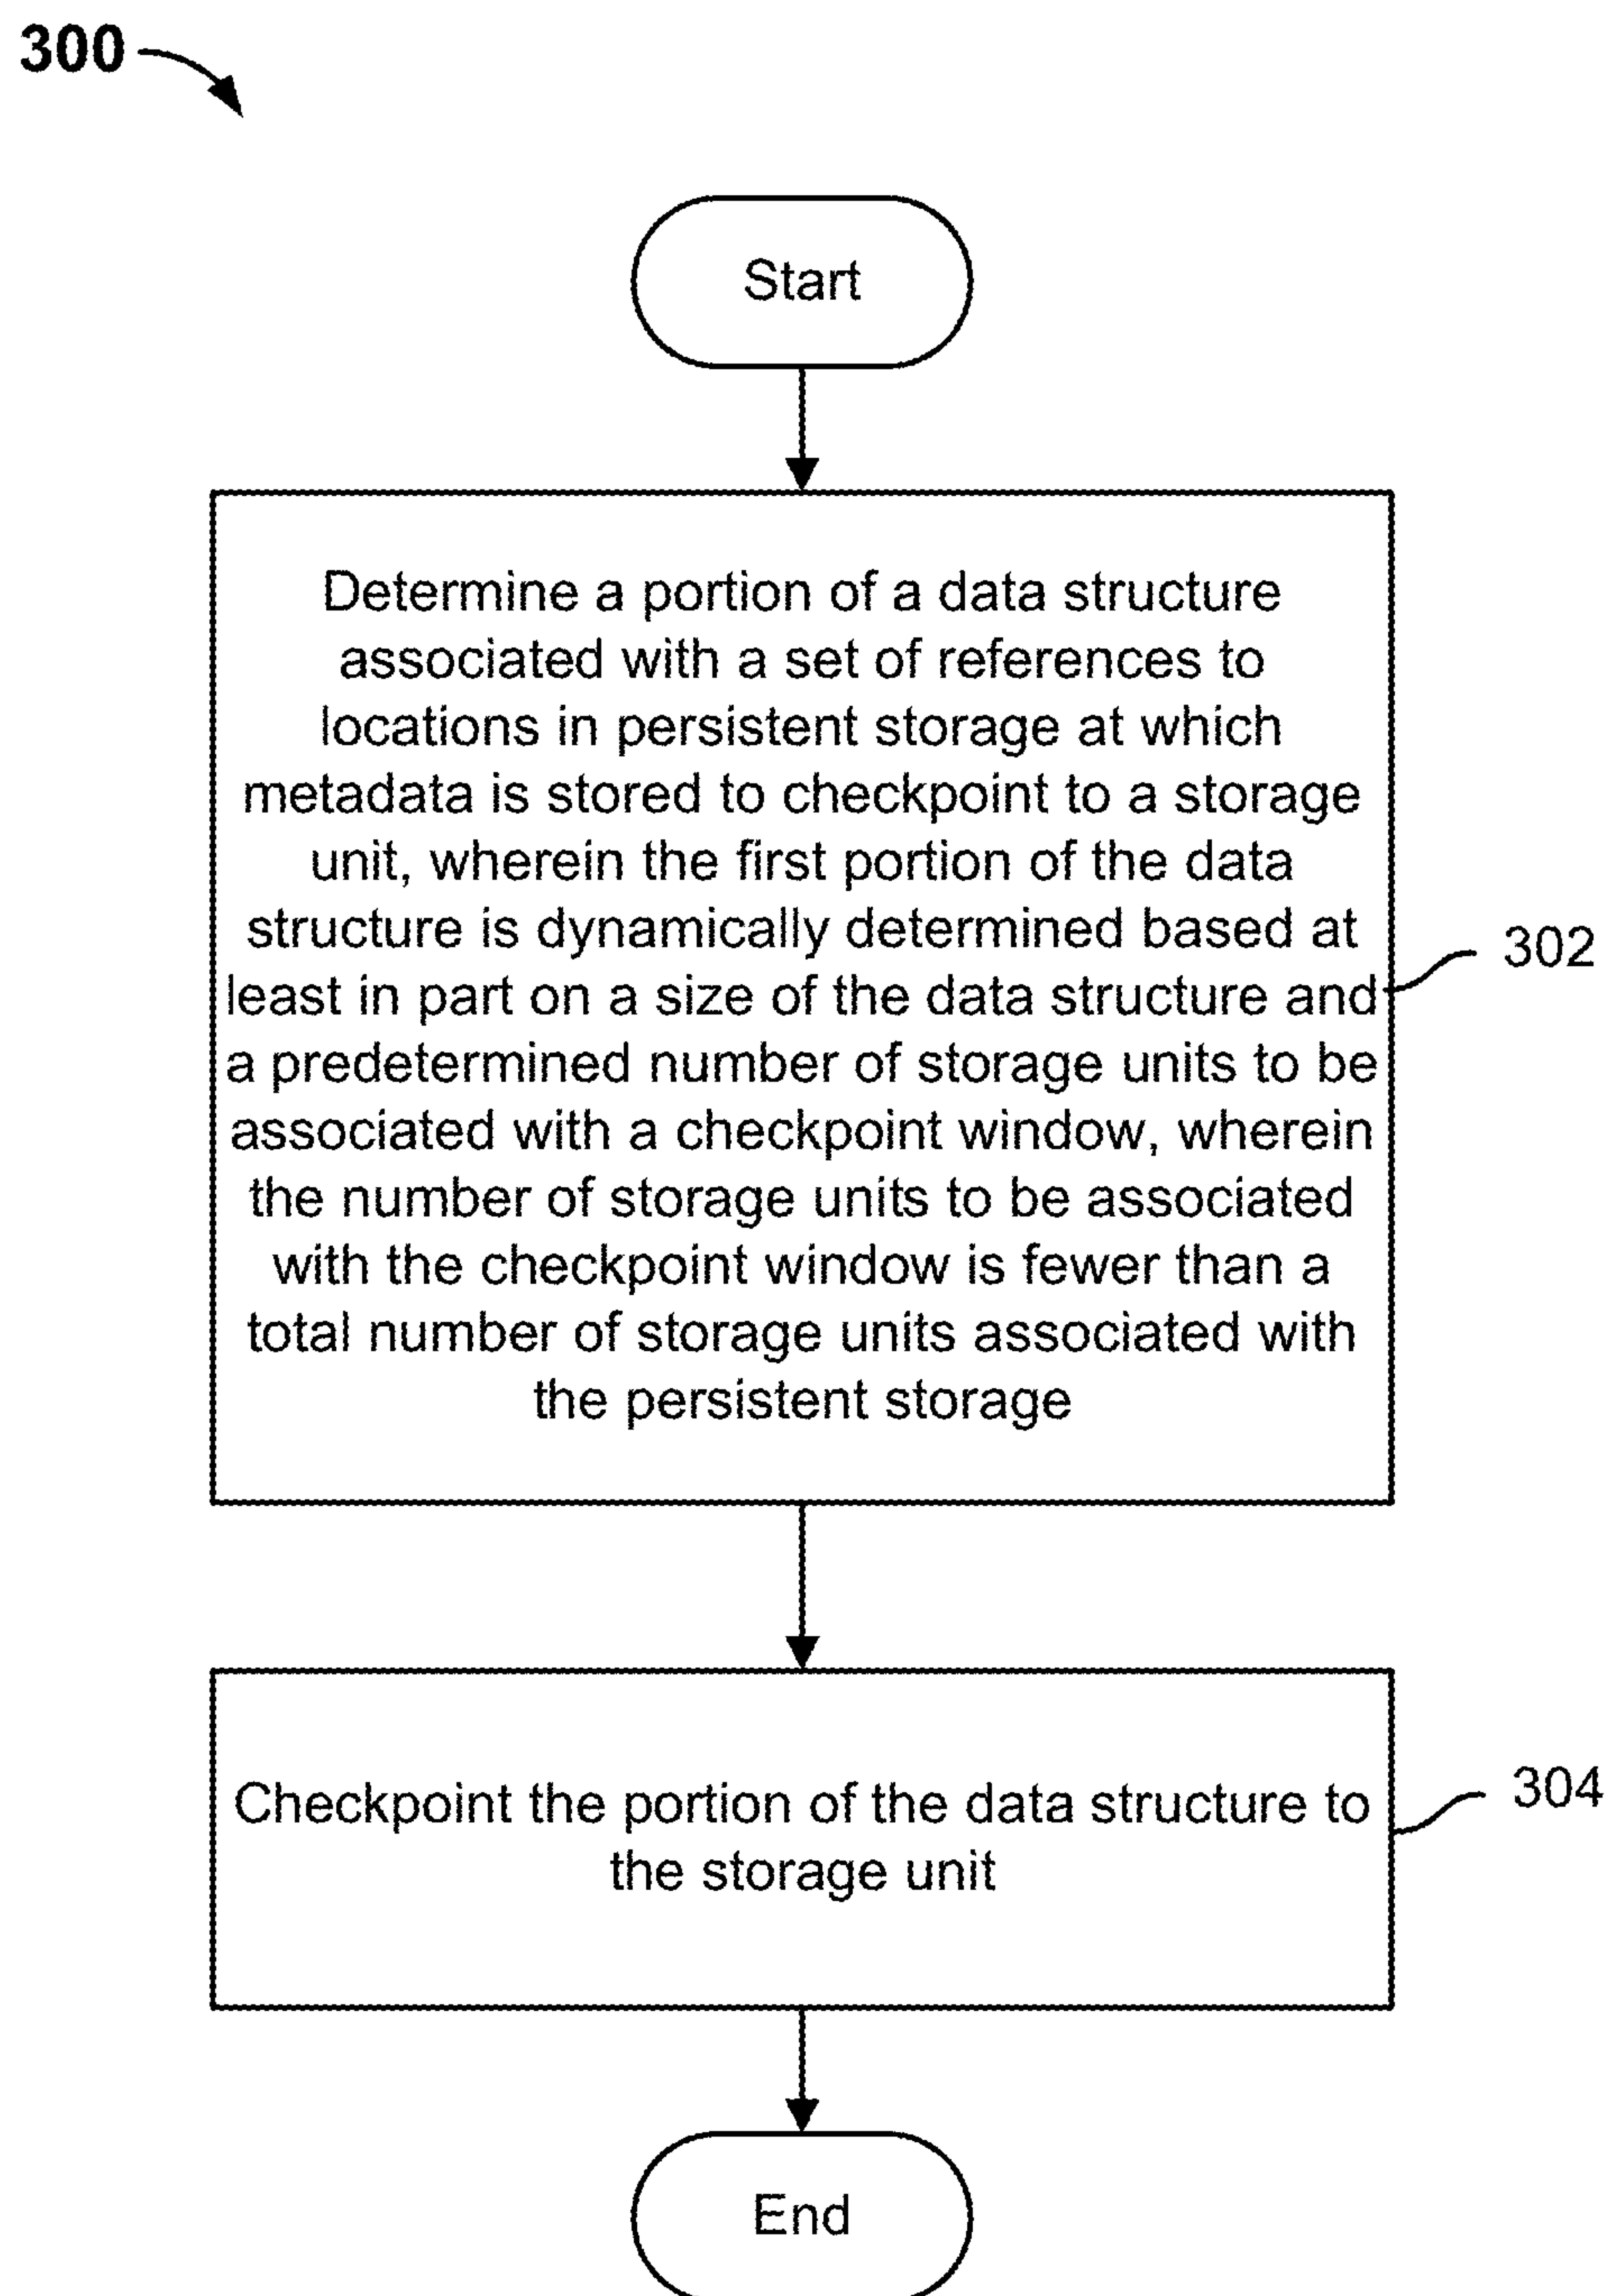 300
Start
Determine a portion of a data structure
associated with a set of references to
locations in persistent storage at which
metadata is stored to checkpoint to a storage
unit, wherein the first portion of the data
structure is dynamically determined based at
least in part on a size of the data structure and
a predetermined number of storage units to be
associated with a checkpoint window, wherein
the number of storage units to be associated
with the checkpoint window is fewer than a
total number of storage units associated with
the persistent storage
302
Checkpoint the portion of the data structure to
the storage unit
304
End